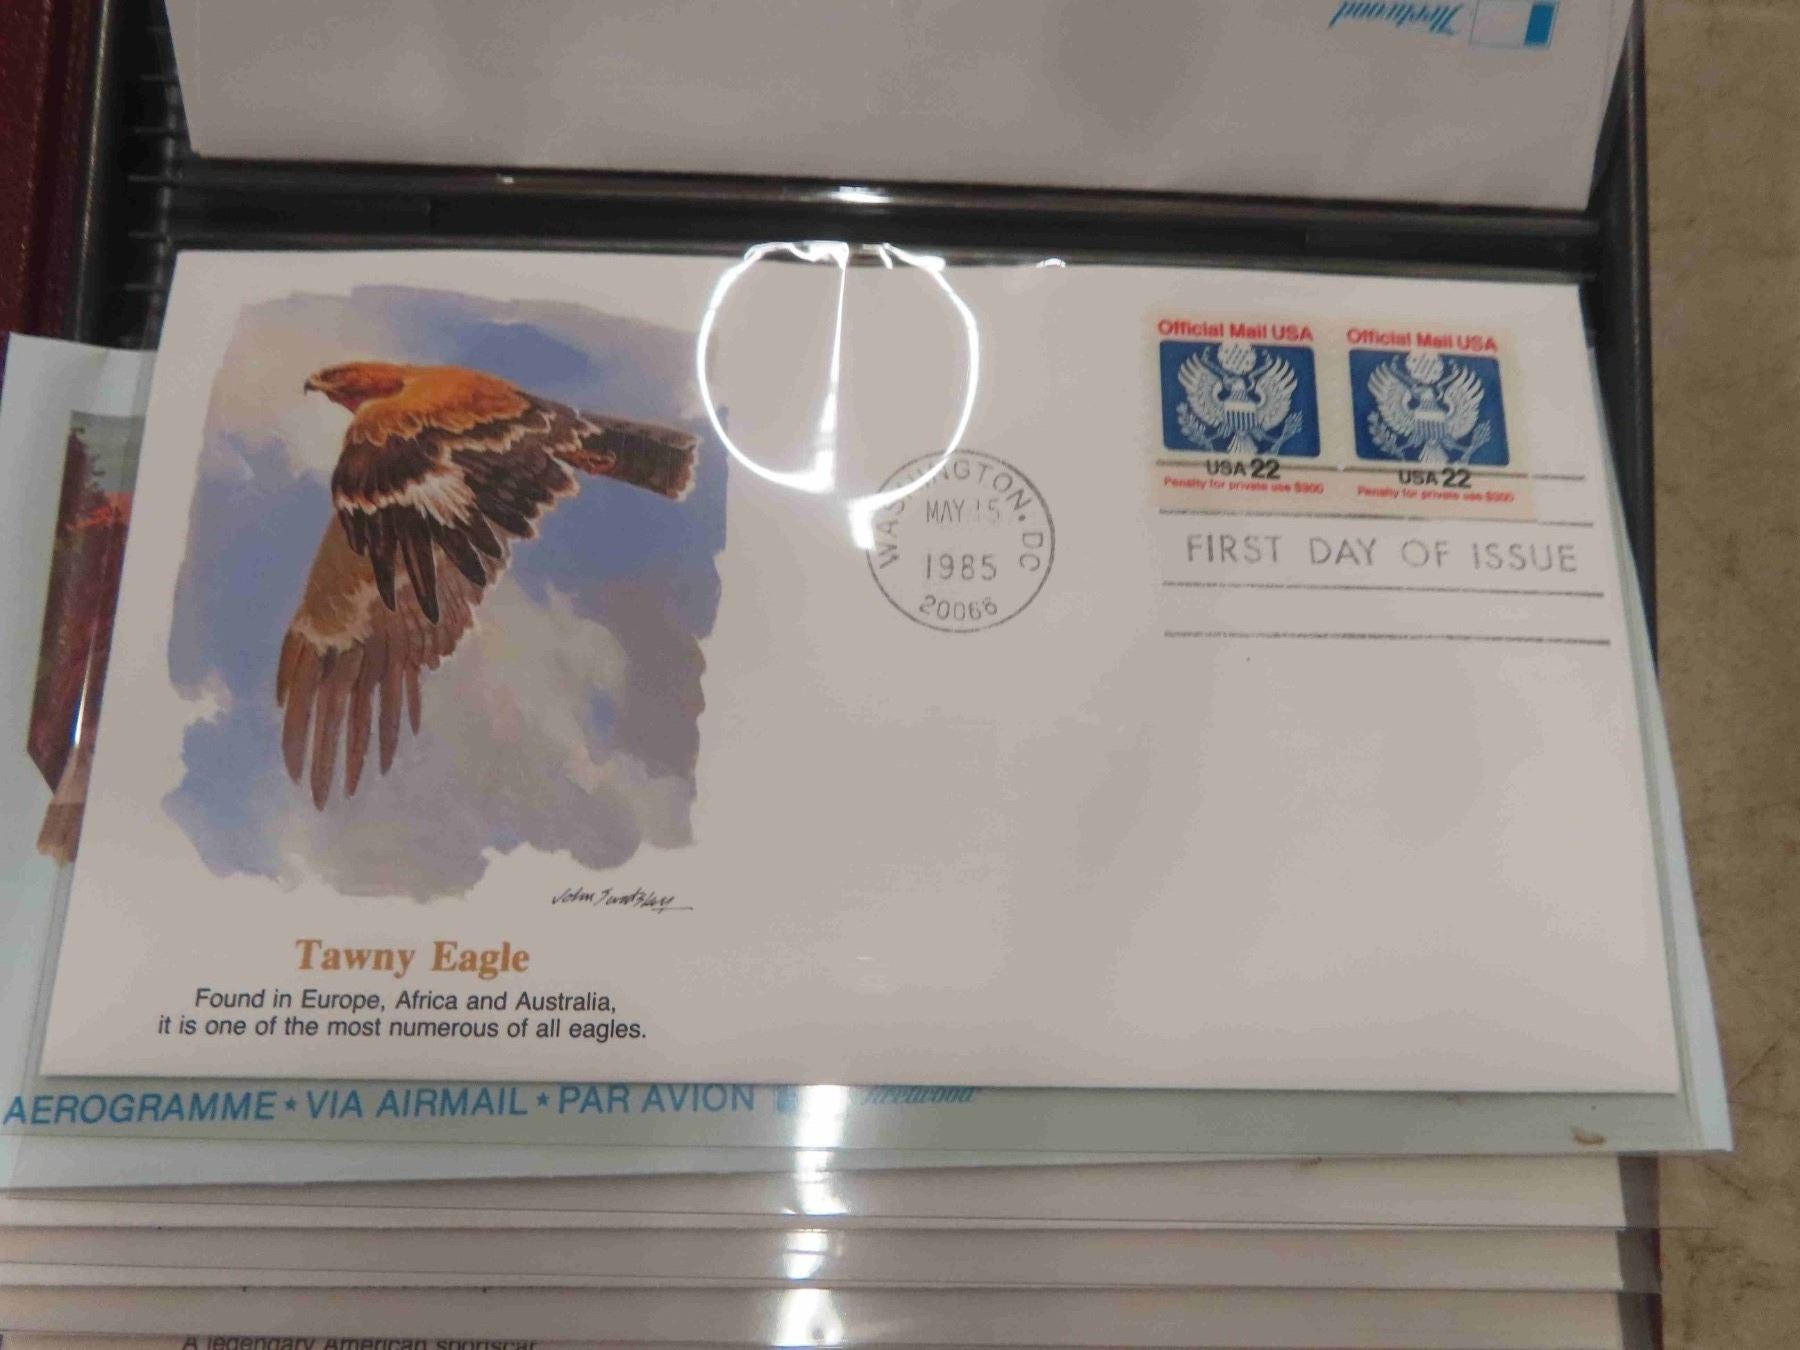 Fleetwood
Official Mail USA Official Mail USA
USA 22 USA 22
Penalty for private use $300 Penalty for private use $300
WASHINGTON, DC
MAY 15
1985
20066
FIRST DAY OF ISSUE
Tawny Eagle
Found in Europe, Africa and Australia,
it is one of the most numerous of all eagles.
AEROGRAMME ★ VIA AIRMAIL ★ PAR AVION Fleetwood
A legendary American sportscar